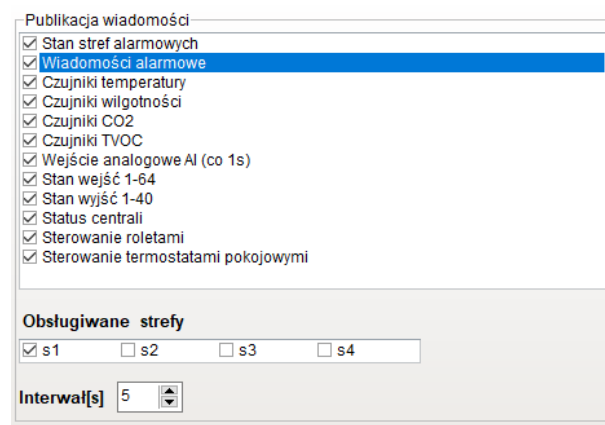 Publikacja wiadomości
Stan stref alarmowych
Wiadomości alarmowe
Czujniki temperatury
Czujniki wilgotności
Czujniki CO2
Czujniki TVOC
Wejście analogowe AI (co 1s)
Stan wejść 1-64
Stan wyjść 1-40
Status centrali
Sterowanie roletami
Sterowanie termostatami pokojowymi
Obsługiwane strefy
s1 s2 s3 s4
Interwał[s] 5